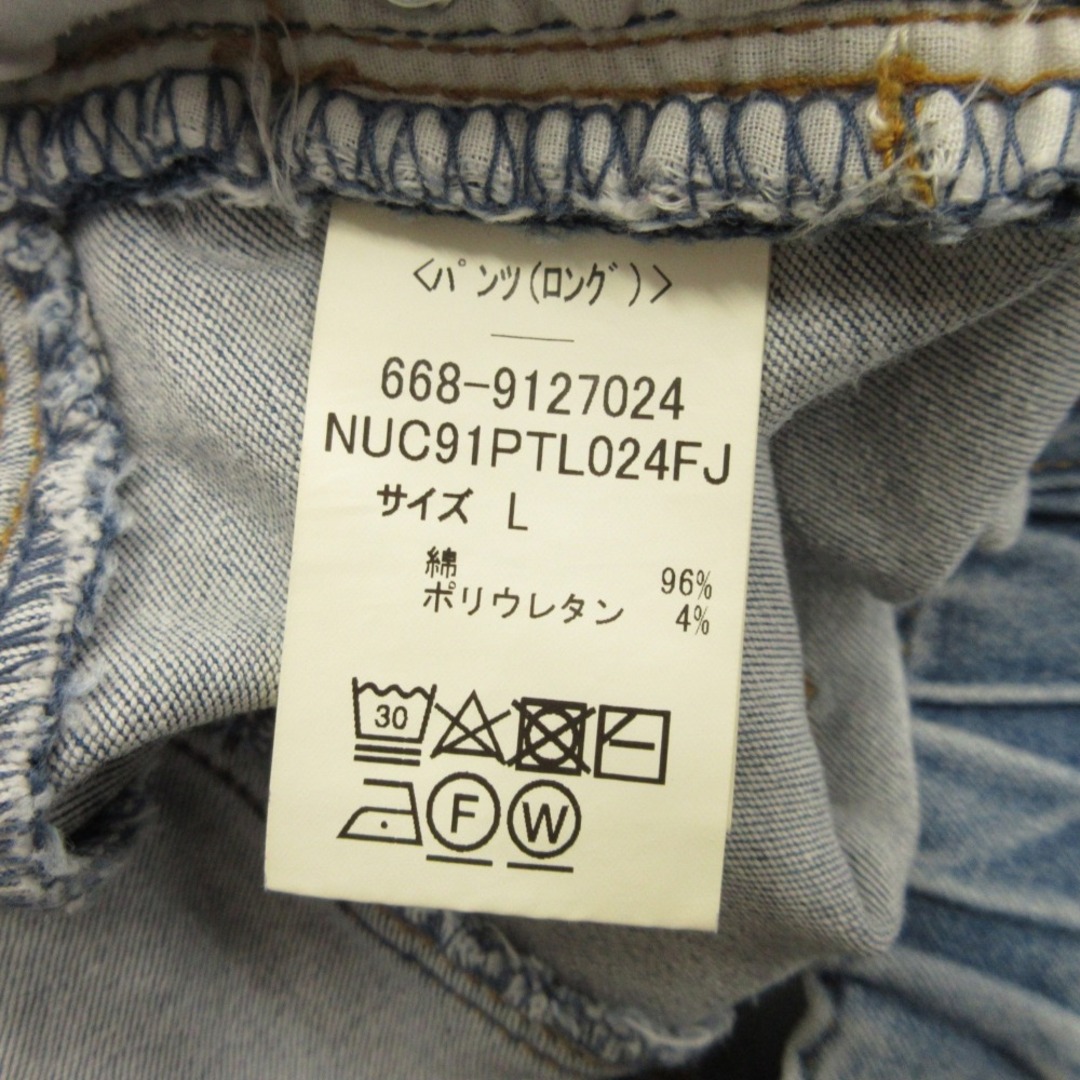 <パンツ(ロング)>
668-9127024
NUC91PTL024FJ
サイズ L
綿 96%
ポリウレタン 4%
30
F W